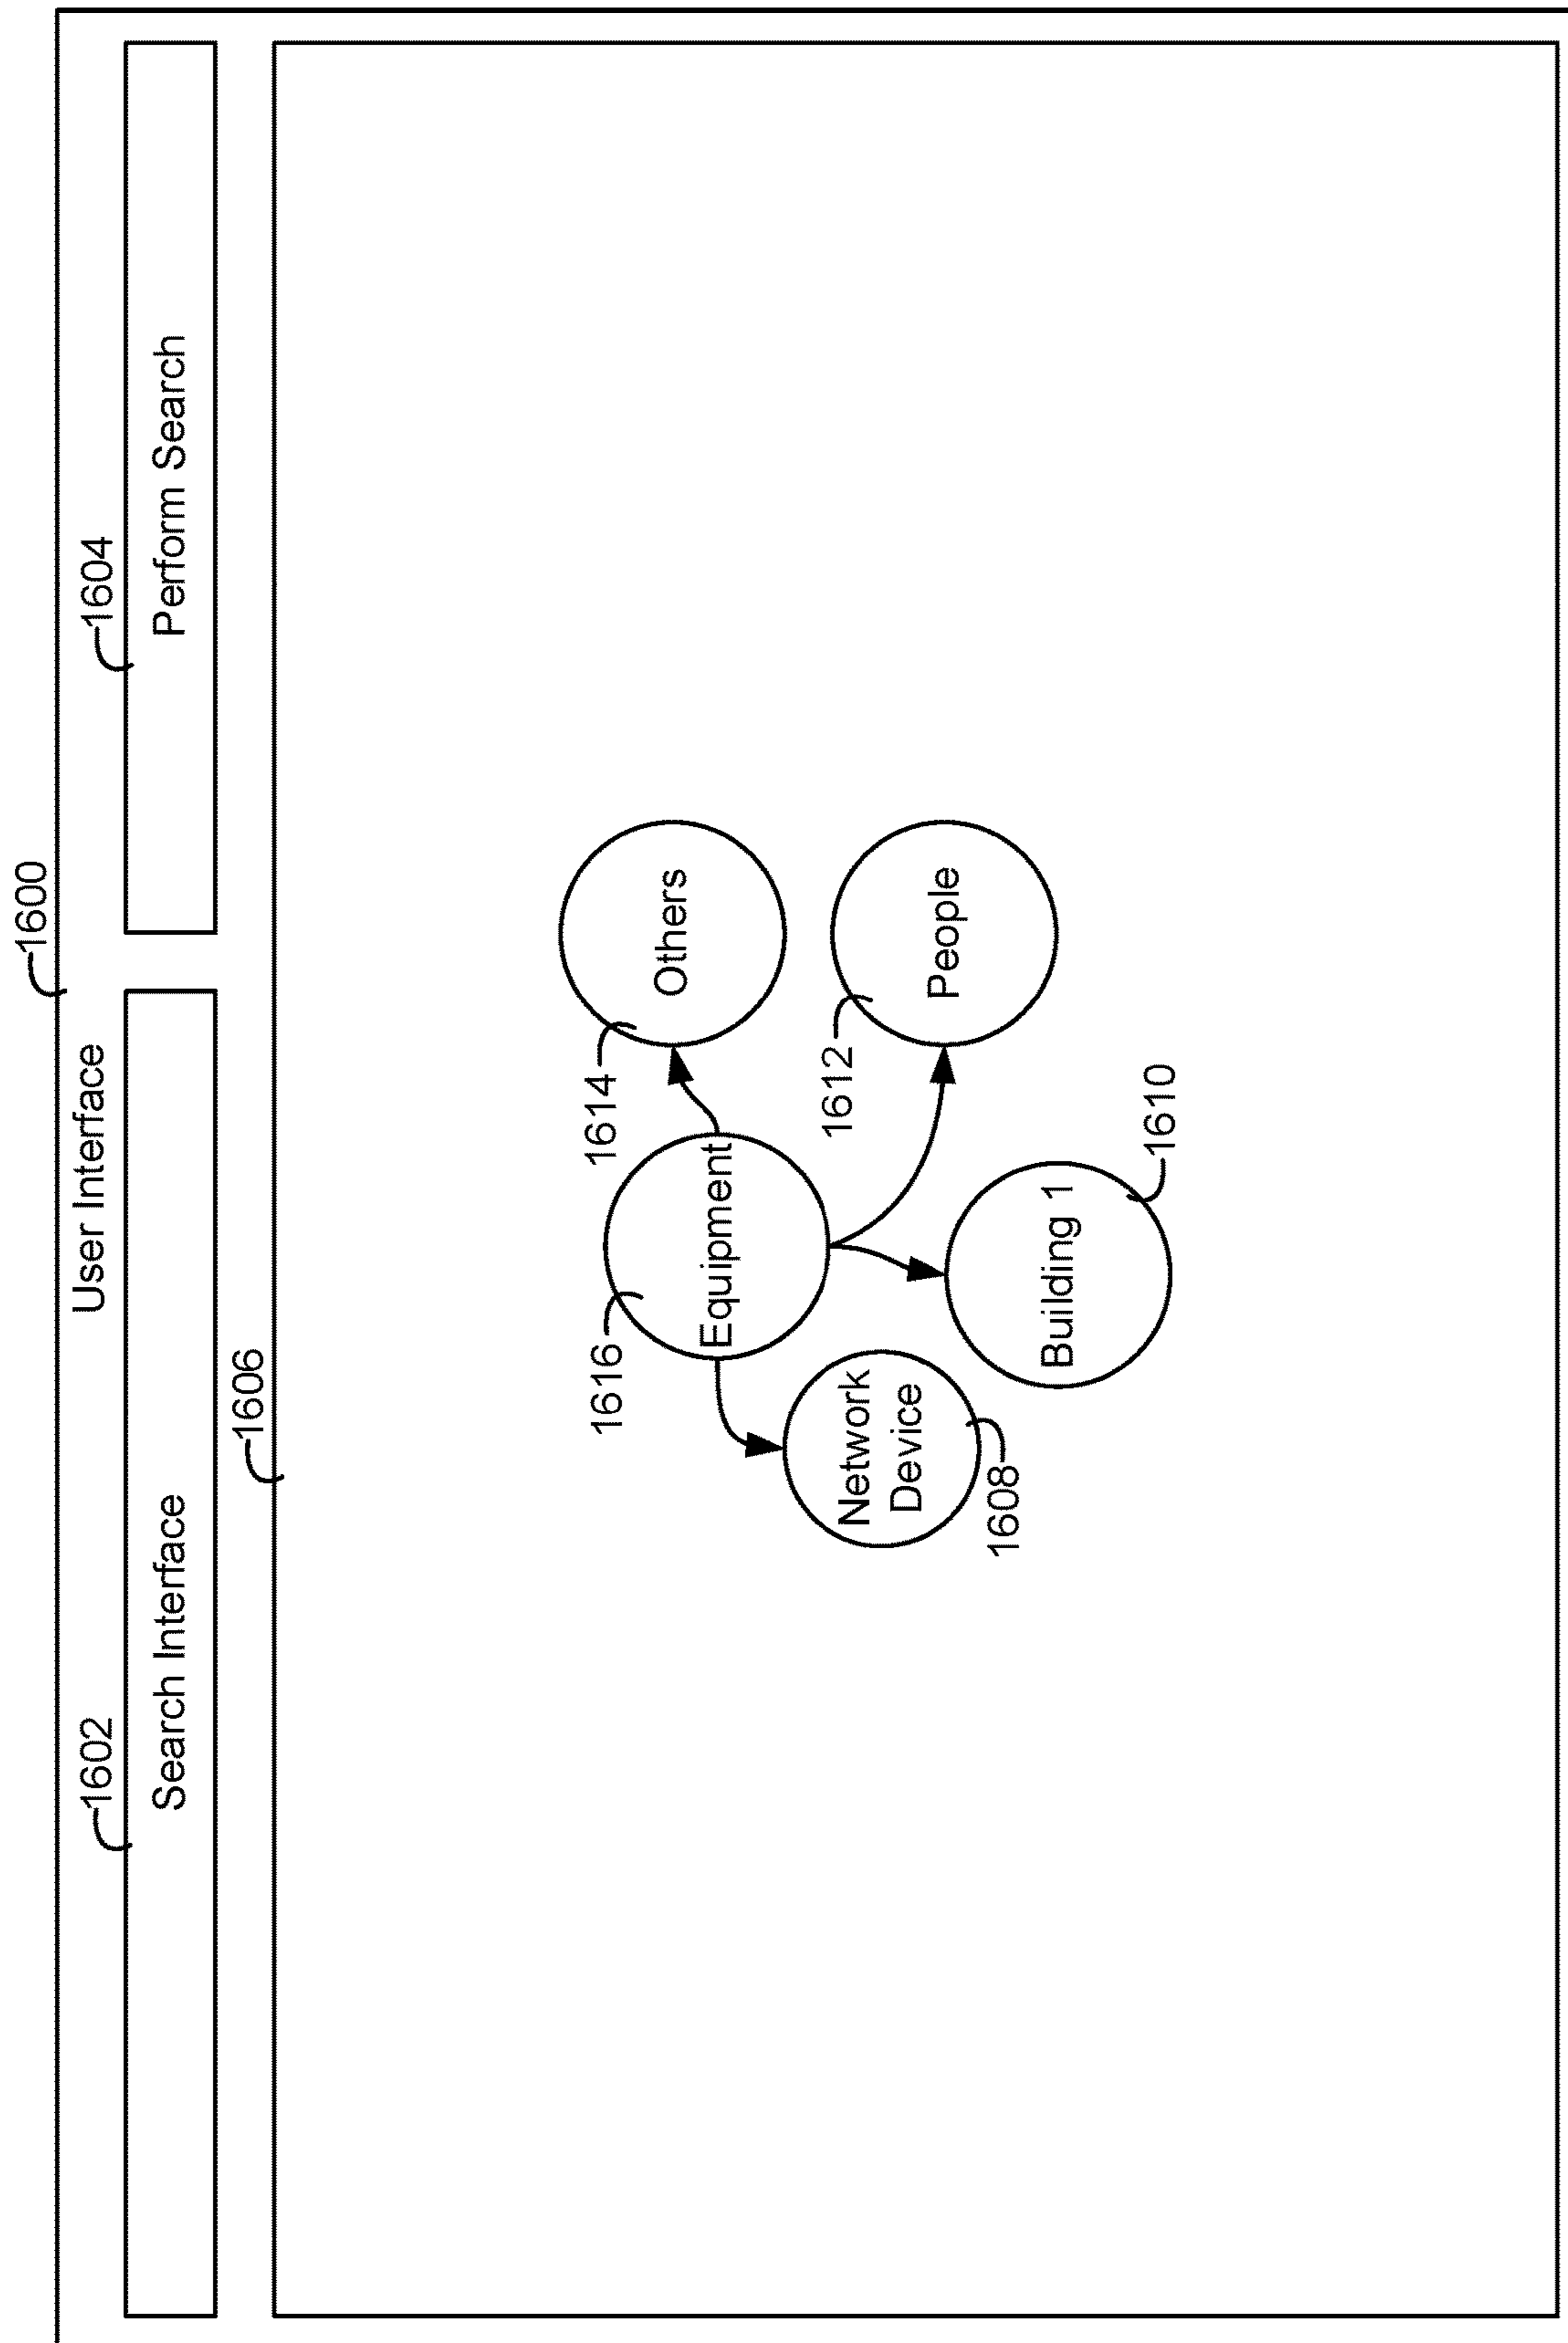 1600
User Interface
1602
1604
Search Interface
Perform Search
1606
1616
Equipment
1614
Others
Network
Device
1608
1612
People
Building 1
1610